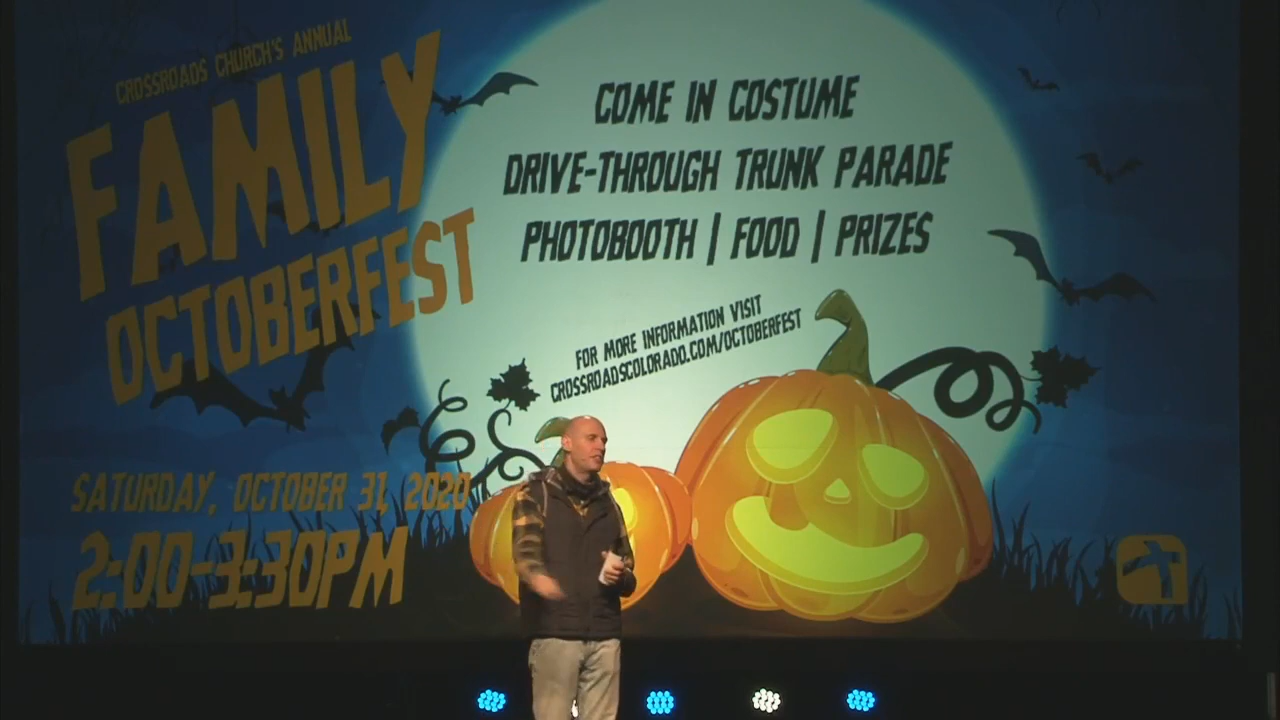 CROSSROADS CHURCH'S ANNUAL
FAMILY
OCTOBERFEST
COME IN COSTUME
DRIVE-THROUGH TRUNK PARADE
PHOTOBOOTH | FOOD | PRIZES
FOR MORE INFORMATION VISIT
CROSSROADSCOLORADO.COM/OCTOBERFEST
SATURDAY, OCTOBER 31, 2020
2:00-3:30PM